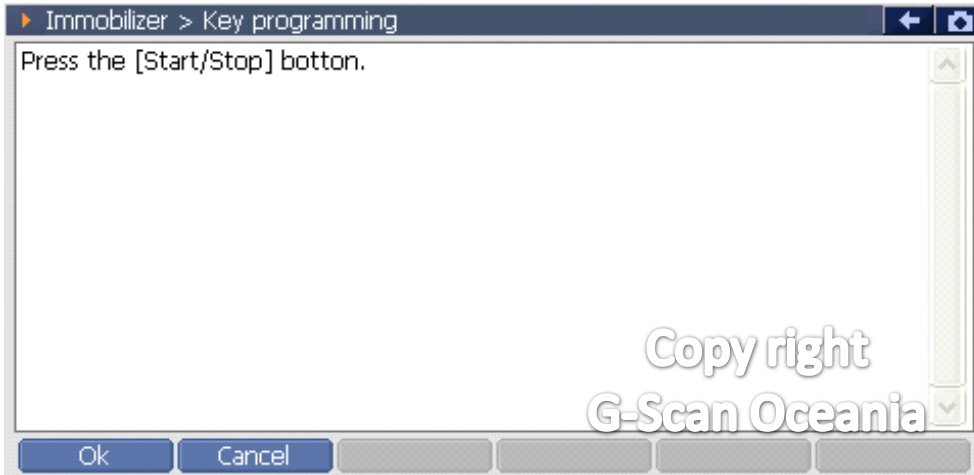 Immobilizer > Key programming
Press the [Start/Stop] botton.
Copy right
G-Scan Oceania
Ok
Cancel